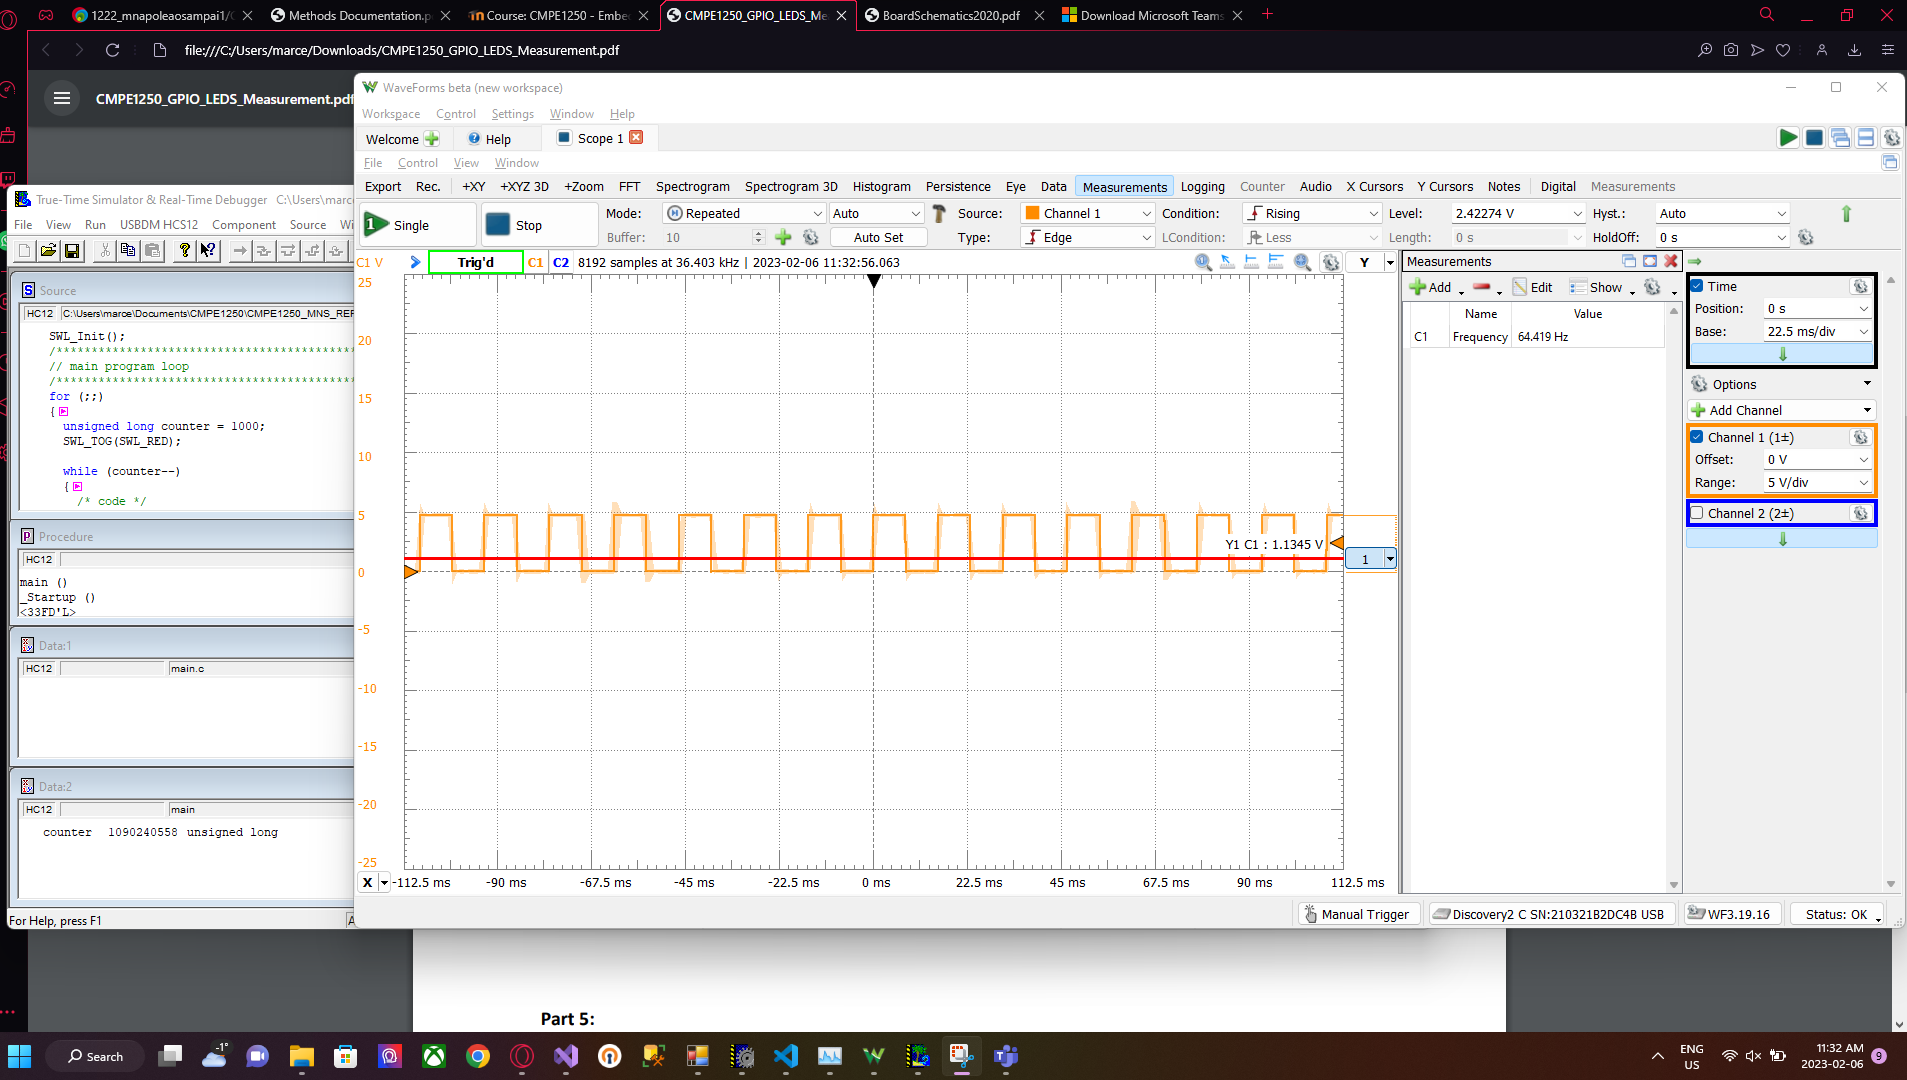 1222_mnapoleaosampai1/C
Methods Documentation.p
Course: CMPE1250 - Embe
CMPE1250_GPIO_LEDS_Me
BoardSchematics2020.pdf
Download Microsoft Teams
file:///C:/Users/marce/Downloads/CMPE1250_GPIO_LEDS_Measurement.pdf
CMPE1250_GPIO_LEDS_Measurement.pdf
WaveForms beta (new workspace)
Workspace Control Settings Window Help
Welcome Help Scope 1
File Control View Window
Export Rec. +XY +XYZ 3D +Zoom FFT Spectrogram Spectrogram 3D Histogram Persistence Eye Data Measurements Logging Counter Audio X Cursors Y Cursors Notes Digital Measurements
1 Single Stop Mode: Repeated Auto Source: Channel 1 Condition: Rising Level: 2.42274 V Hyst.: Auto
Buffer: 10 Auto Set Type: Edge LCondition: Less Length: 0 s HoldOff: 0 s
C1 V Trig'd C1 C2 8192 samples at 36.403 kHz | 2023-02-06 11:32:56.063 Y
25
20
15
10
5
0
-5
-10
-15
-20
-25
Y1 C1 : 1.1345 V
1
X -112.5 ms -90 ms -67.5 ms -45 ms -22.5 ms 0 ms 22.5 ms 45 ms 67.5 ms 90 ms 112.5 ms
Measurements
Add Edit Show
Name Value
C1 Frequency 64.419 Hz
Time
Position: 0 s
Base: 22.5 ms/div
Options
Add Channel
Channel 1 (1±)
Offset: 0 V
Range: 5 V/div
Channel 2 (2±)
Manual Trigger Discovery2 C SN:210321B2DC4B USB WF3.19.16 Status: OK
True-Time Simulator & Real-Time Debugger C:\Users\marce
File View Run USBDM HCS12 Component Source Wi
S Source
HC12 C:\Users\marce\Documents\CMPE1250\CMPE1250_MNS_REP
SWL_Init();
/********************************************
// main program loop
/********************************************
for (;;)
{
unsigned long counter = 1000;
SWL_TOG(SWL_RED);
while (counter--)
{
/* code */
P Procedure
HC12
main ()
_Startup ()
<33FD'L>
Data:1
HC12 main.c
Data:2
HC12 main
counter 1090240558 unsigned long
For Help, press F1 A
Part 5:
-1°
Search
ENG
US
11:32 AM
2023-02-06
9